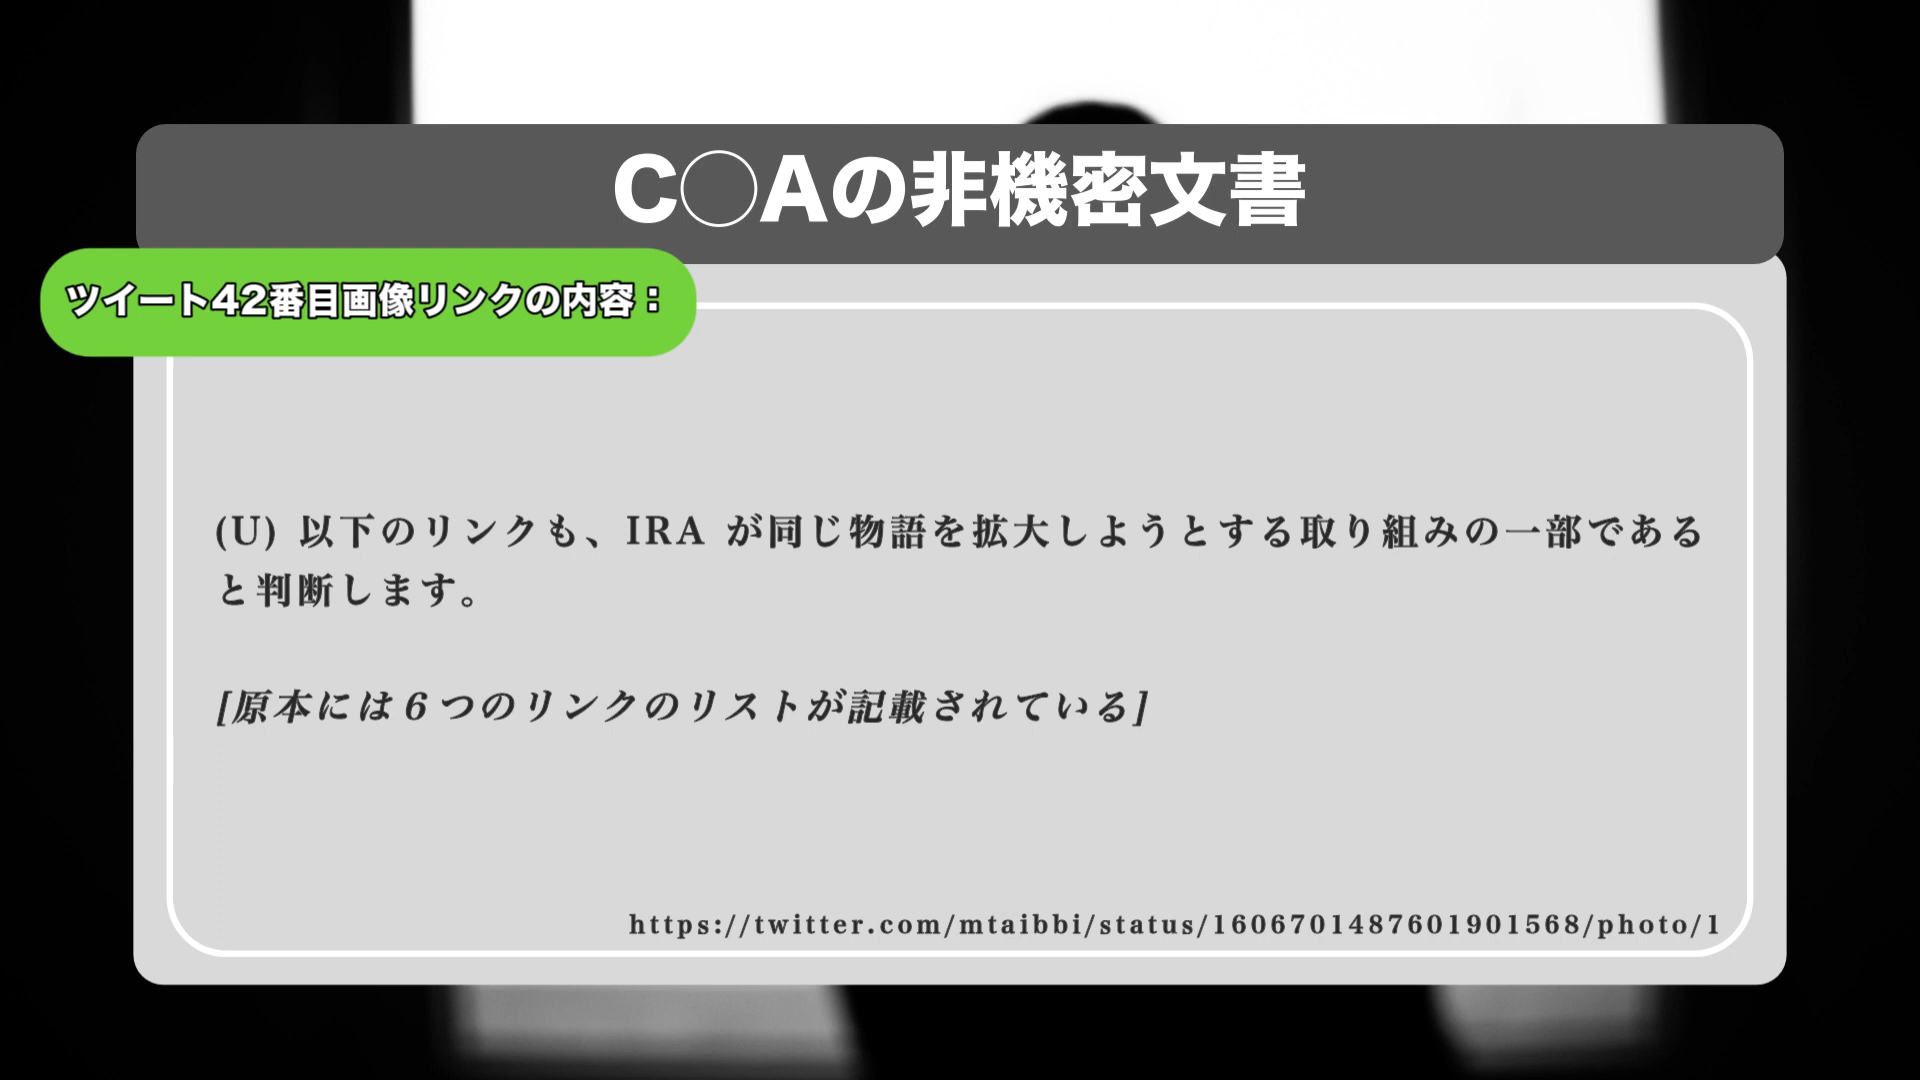 C◯Aの非機密文書
ツイート42番目画像リンクの内容：
(U) 以下のリンクも、IRA が同じ物語を拡大しようとする取り組みの一部である
と判断します。
[原本には６つのリンクのリストが記載されている]
https://twitter.com/mtaibbi/status/1606701487601901568/photo/1